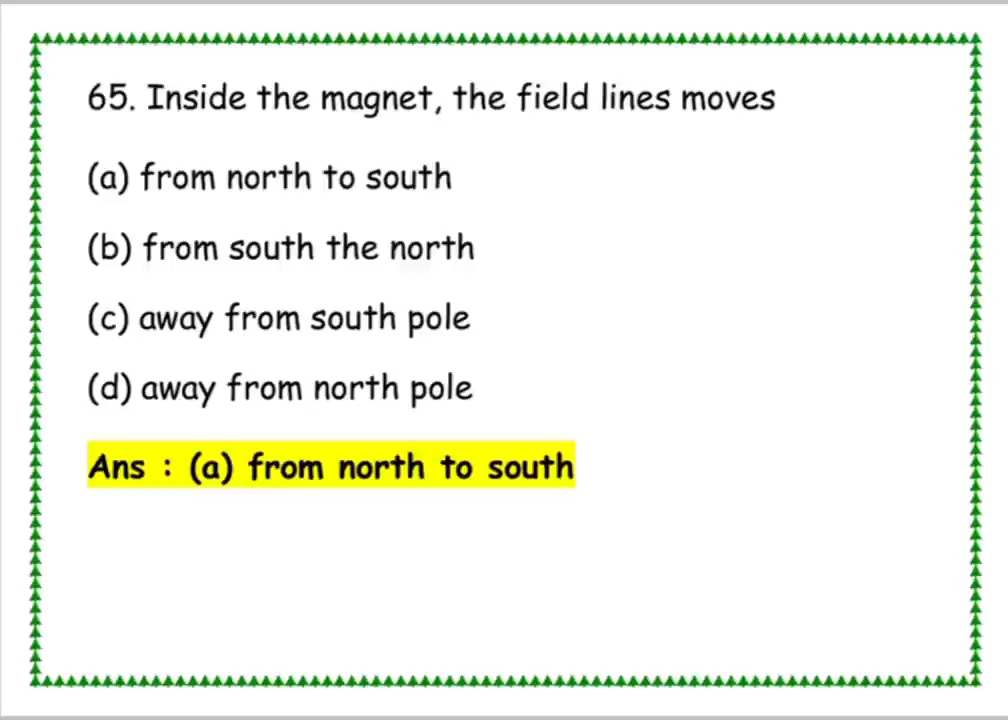 65. Inside the magnet, the field lines moves
(a) from north to south
(b) from south the north
(c) away from south pole
(d) away from north pole
Ans : (a) from north to south